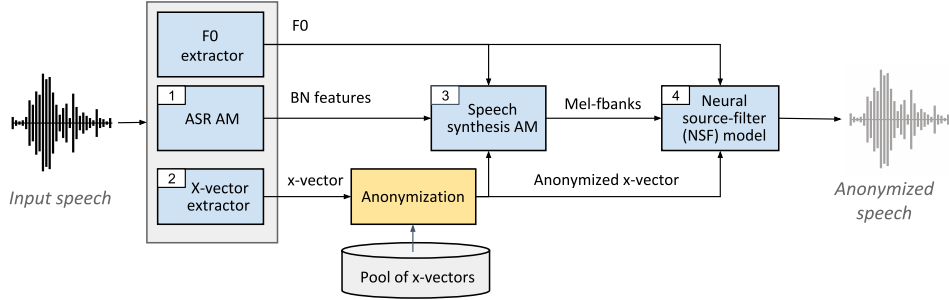 F0
extractor
F0
1
ASR AM
BN features
3
Speech
synthesis AM
Mel-fbanks
4
Neural
source-filter
(NSF) model
2
X-vector
extractor
x-vector
Anonymization
Anonymized x-vector
Input speech
Anonymized
speech
Pool of x-vectors